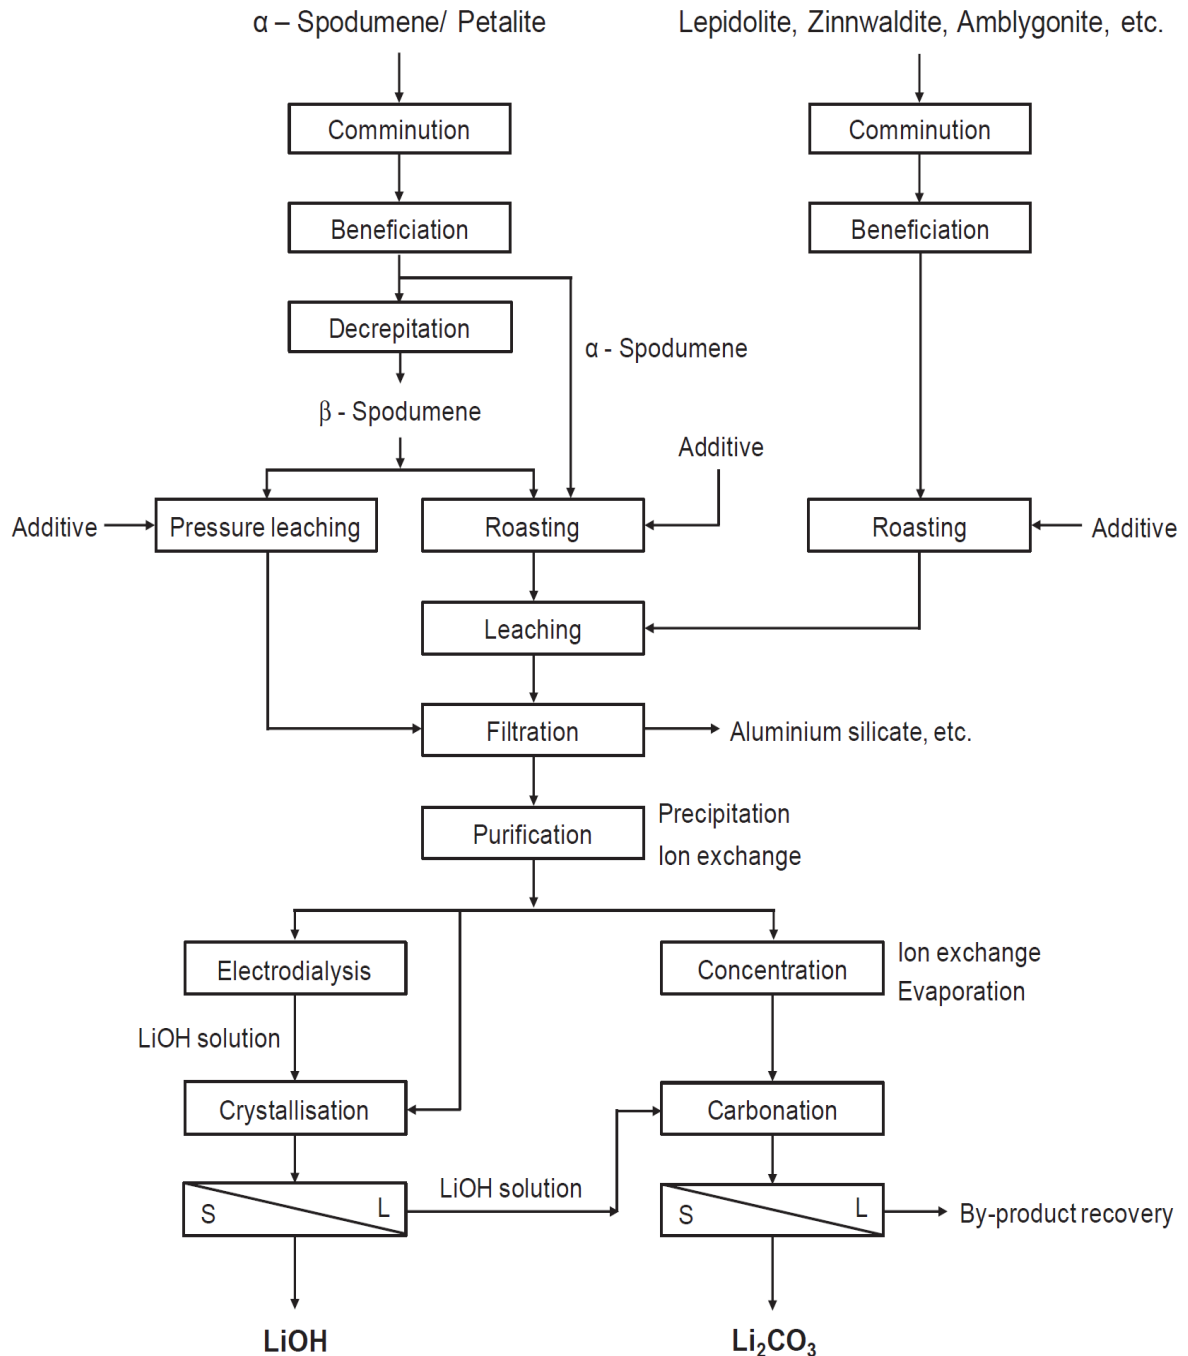 α – Spodumene/ Petalite
Lepidolite, Zinnwaldite, Amblygonite, etc.
Comminution
Comminution
Beneficiation
Beneficiation
Decrepitation
α - Spodumene
β - Spodumene
Additive
Additive
Pressure leaching
Roasting
Roasting
Additive
Leaching
Filtration
Aluminium silicate, etc.
Purification
Precipitation
Ion exchange
Electrodialysis
Concentration
Ion exchange
Evaporation
LiOH solution
Crystallisation
Carbonation
LiOH solution
S
L
S
L
By-product recovery
LiOH
Li₂CO₃